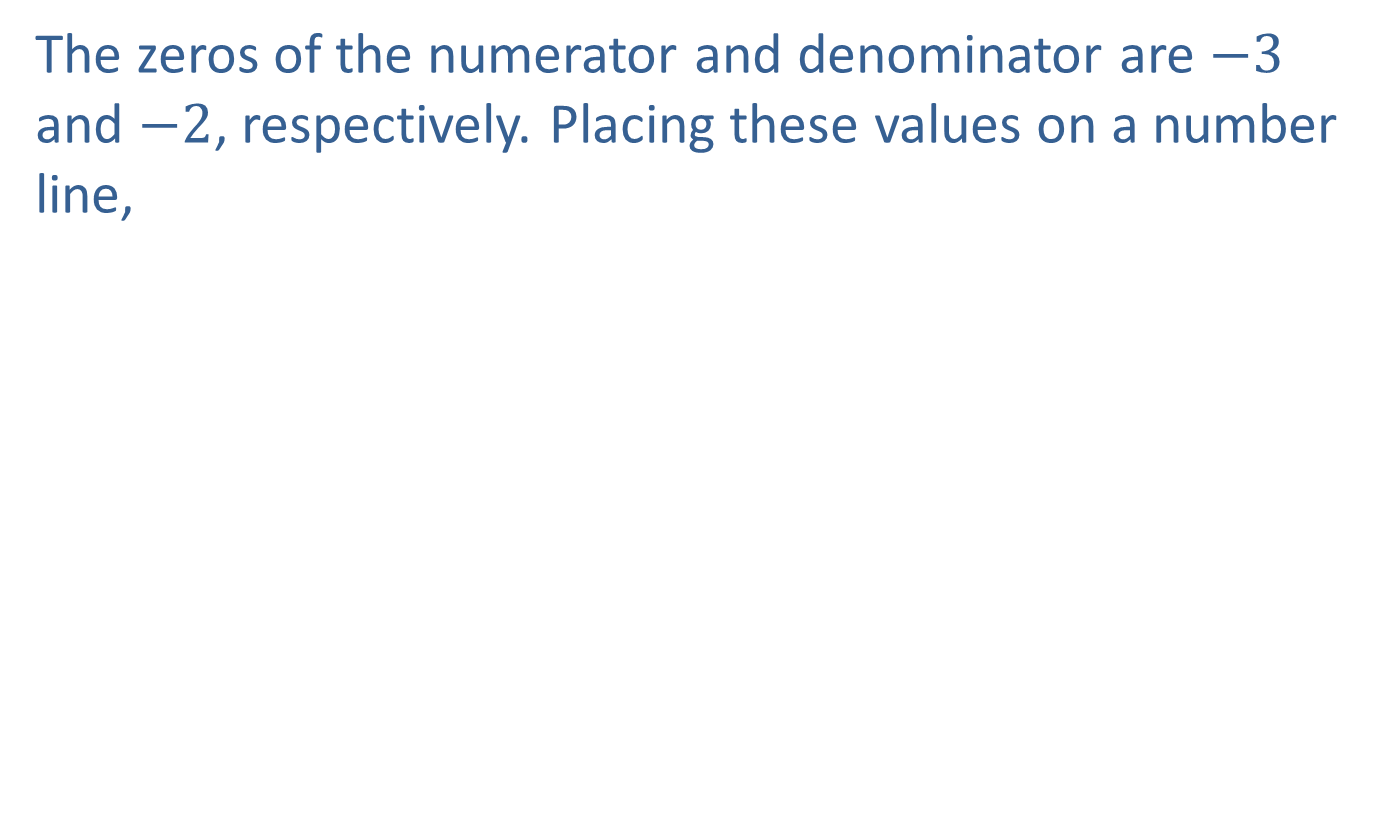 The zeros of the numerator and denominator are −3
and −2, respectively. Placing these values on a number
line,